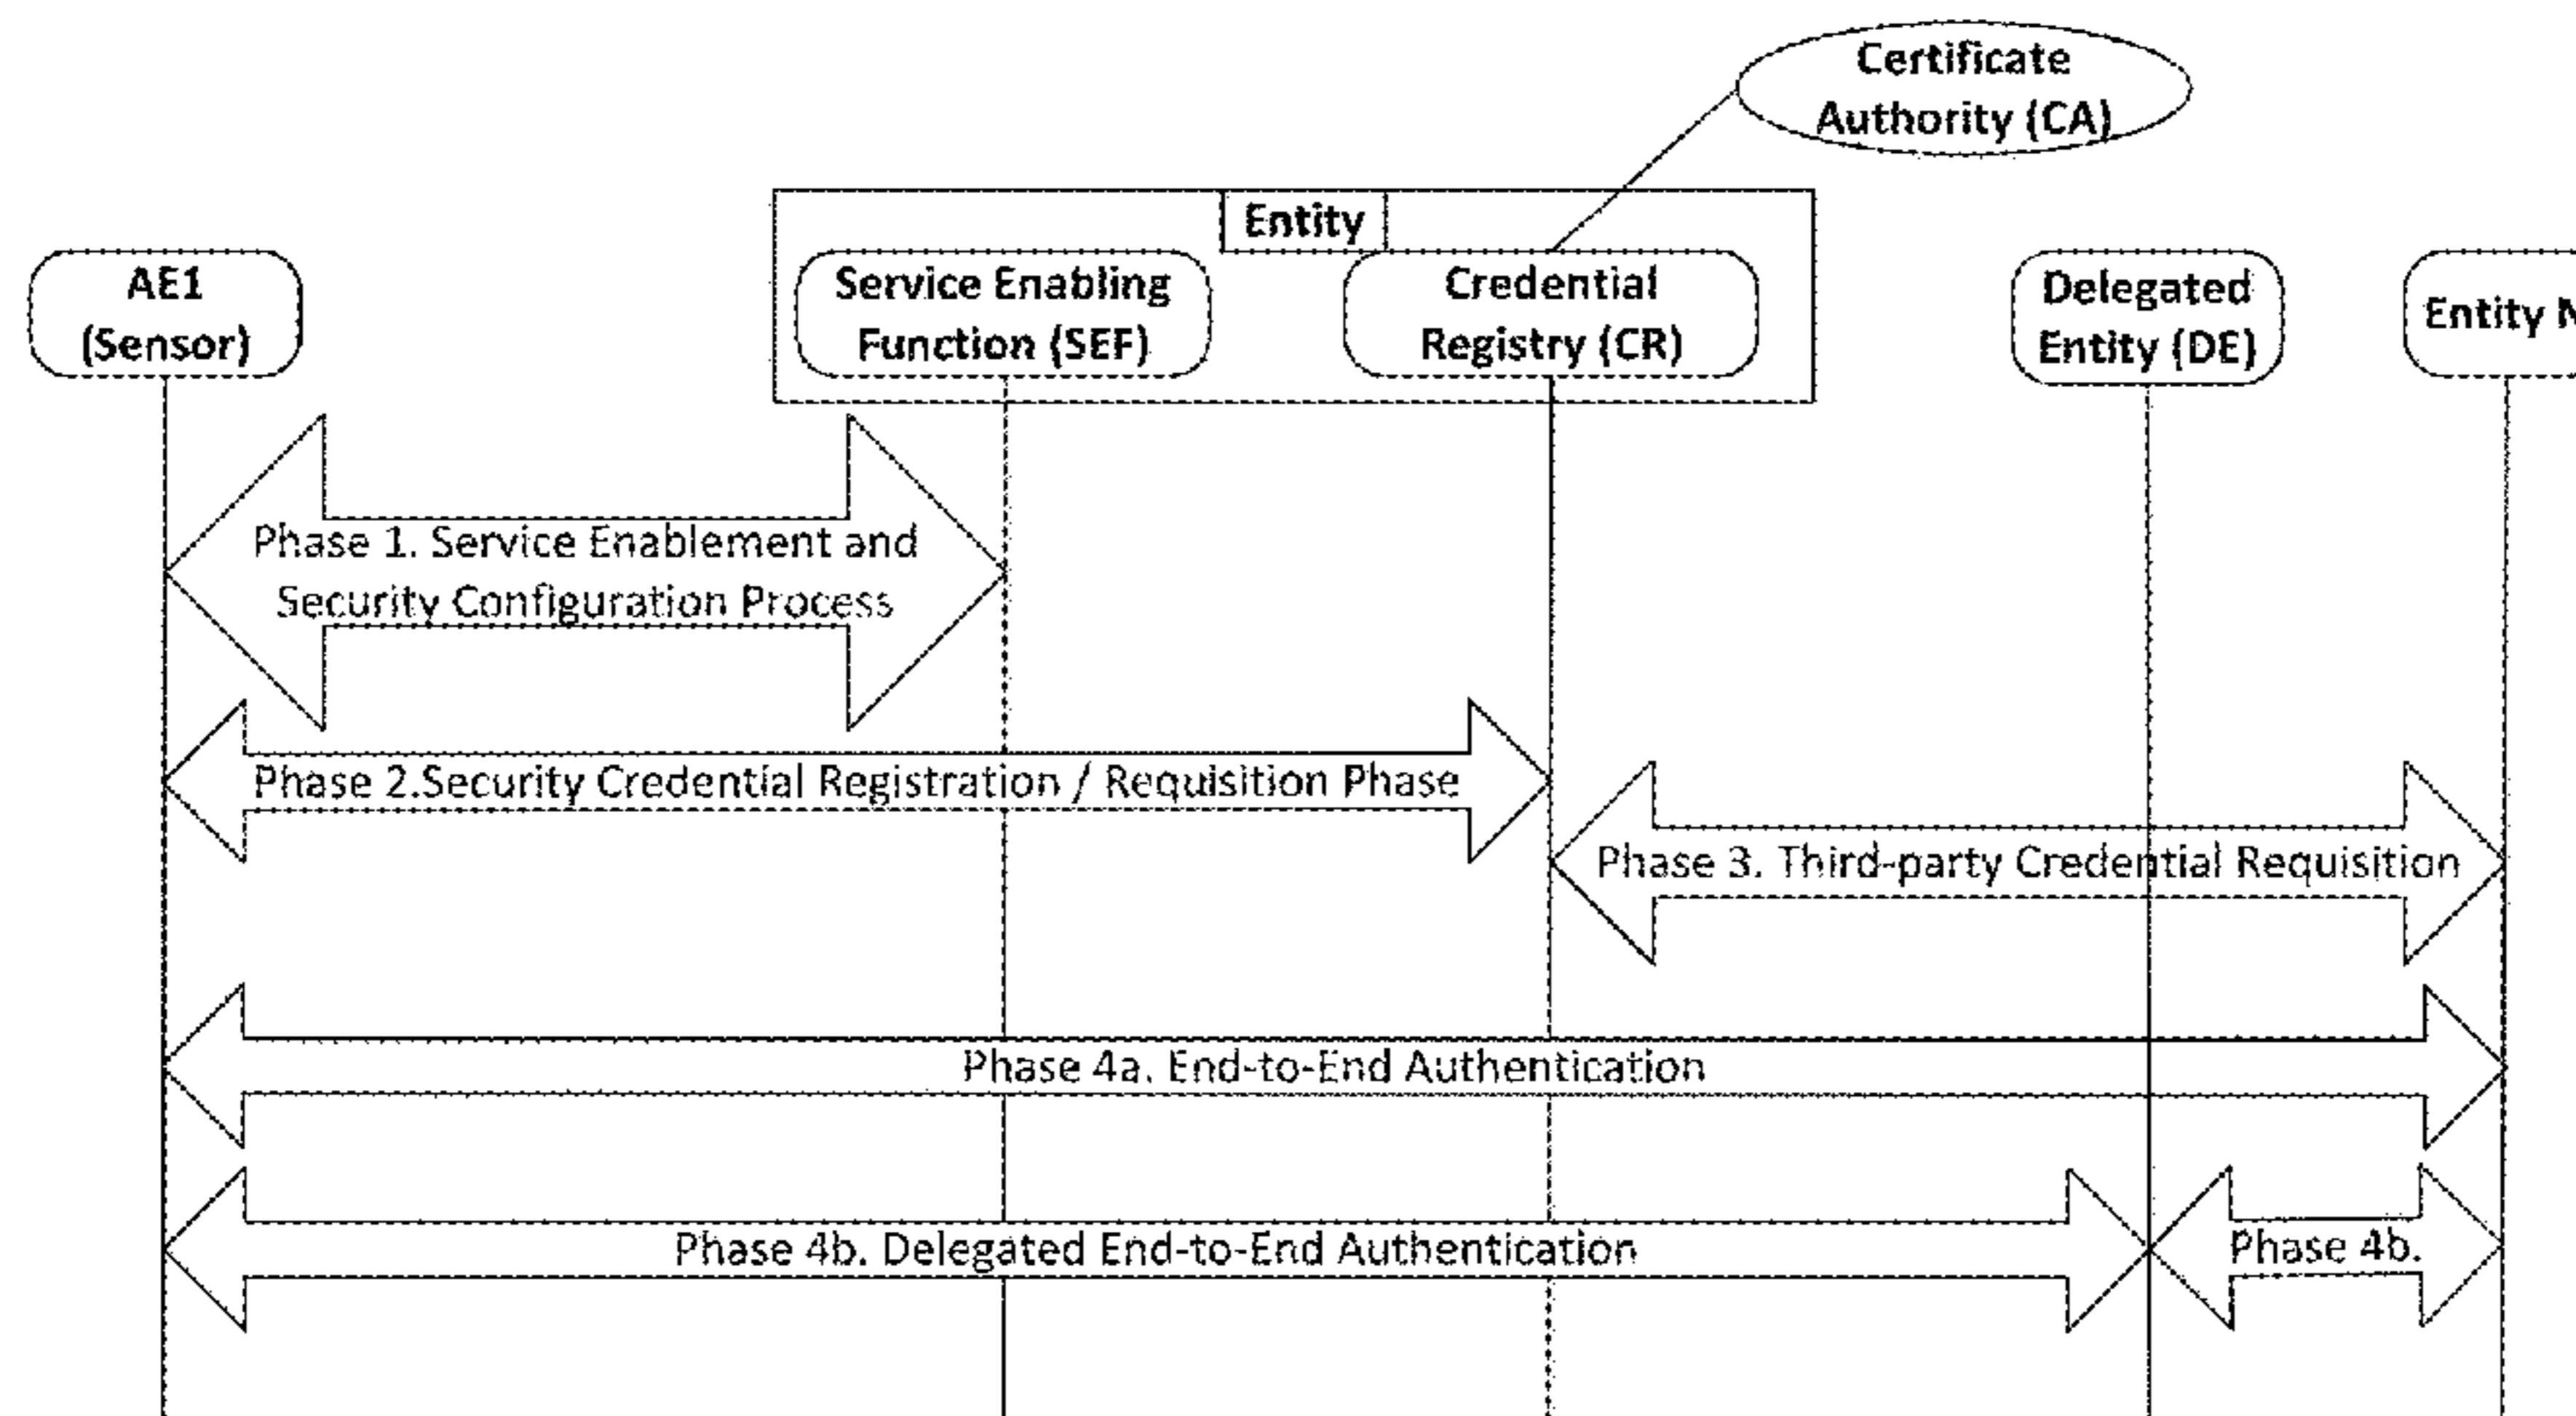 Certificate
Authority (CA)
Entity
AE1
(Sensor)
Service Enabling
Function (SEF)
Credential
Registry (CR)
Delegated
Entity (DE)
Entity
Phase 1. Service Enablement and
Security Configuration Process
Phase 2.Security Credential Registration / Requisition Phase
Phase 3. Third-party Credential Requisition
Phase 4a. End-to-End Authentication
Phase 4b. Delegated End-to-End Authentication
Phase 4b.